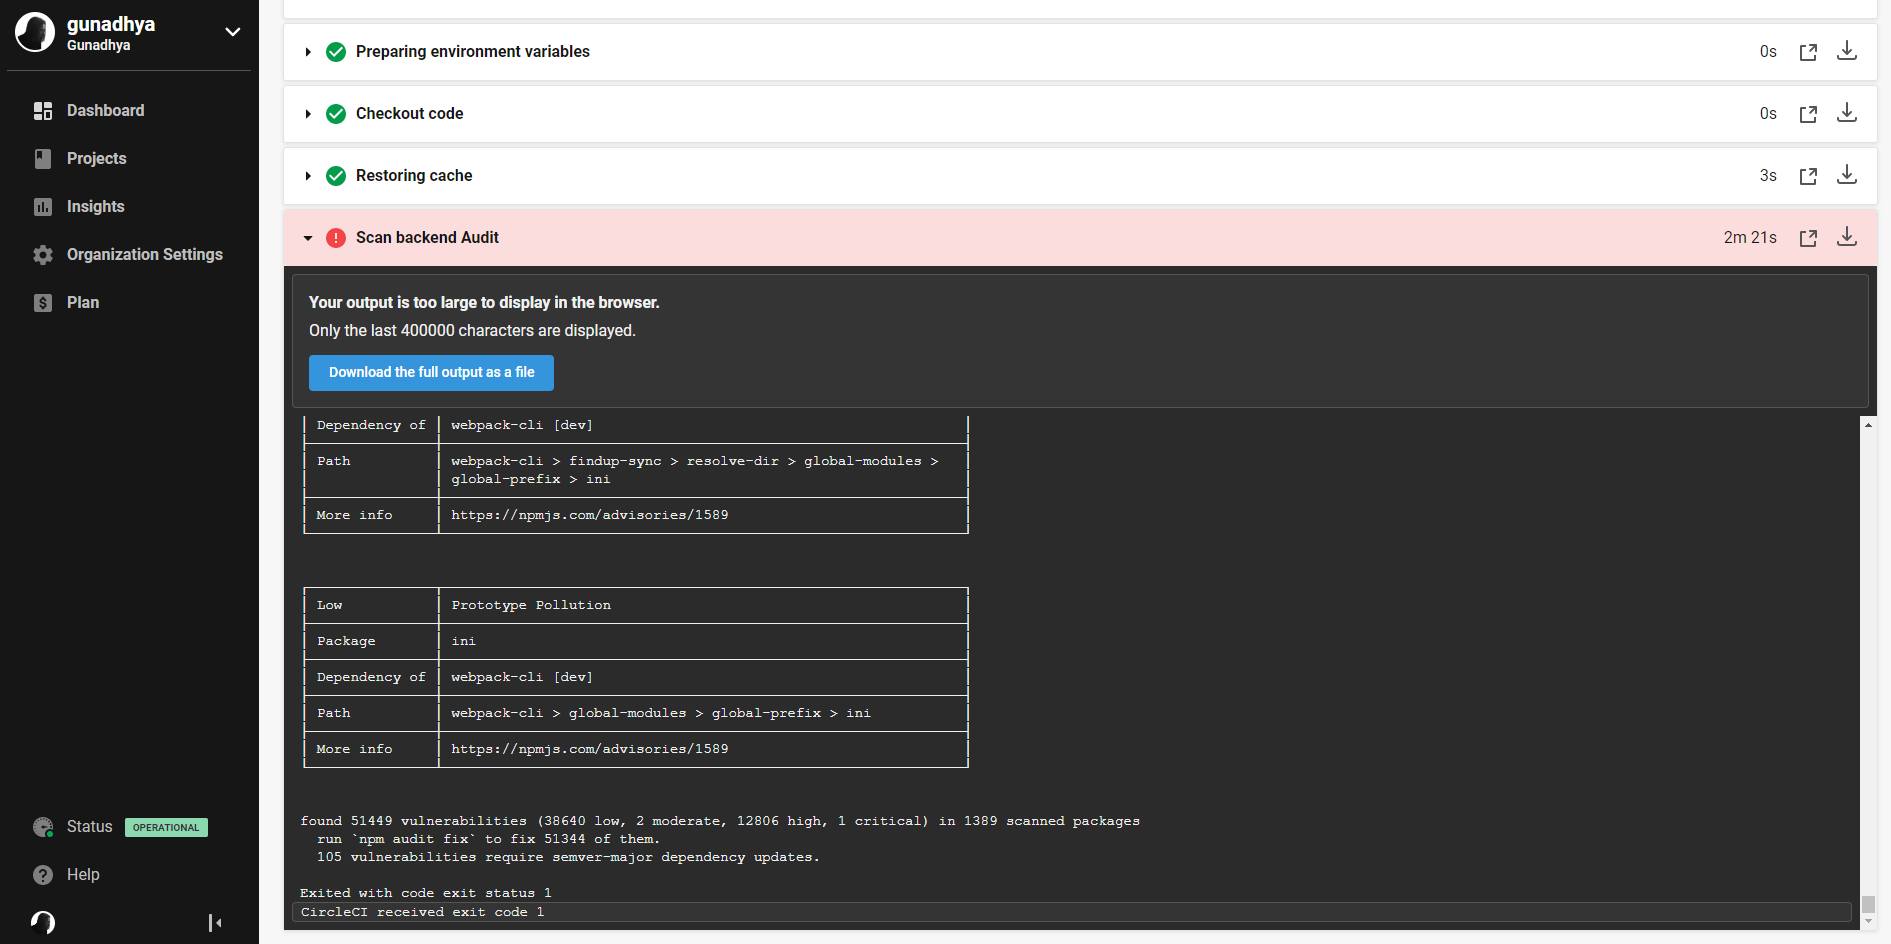 gunadhya
Gunadhya
Dashboard
Projects
Insights
Organization Settings
Plan
Status OPERATIONAL
Help
Preparing environment variables 0s
Checkout code 0s
Restoring cache 3s
Scan backend Audit 2m 21s
Your output is too large to display in the browser.
Only the last 400000 characters are displayed.
Download the full output as a file
Dependency of webpack-cli [dev]
Path webpack-cli > findup-sync > resolve-dir > global-modules >
global-prefix > ini
More info https://npmjs.com/advisories/1589
Low Prototype Pollution
Package ini
Dependency of webpack-cli [dev]
Path webpack-cli > global-modules > global-prefix > ini
More info https://npmjs.com/advisories/1589
found 51449 vulnerabilities (38640 low, 2 moderate, 12806 high, 1 critical) in 1389 scanned packages
run `npm audit fix` to fix 51344 of them.
105 vulnerabilities require semver-major dependency updates.
Exited with code exit status 1
CircleCI received exit code 1